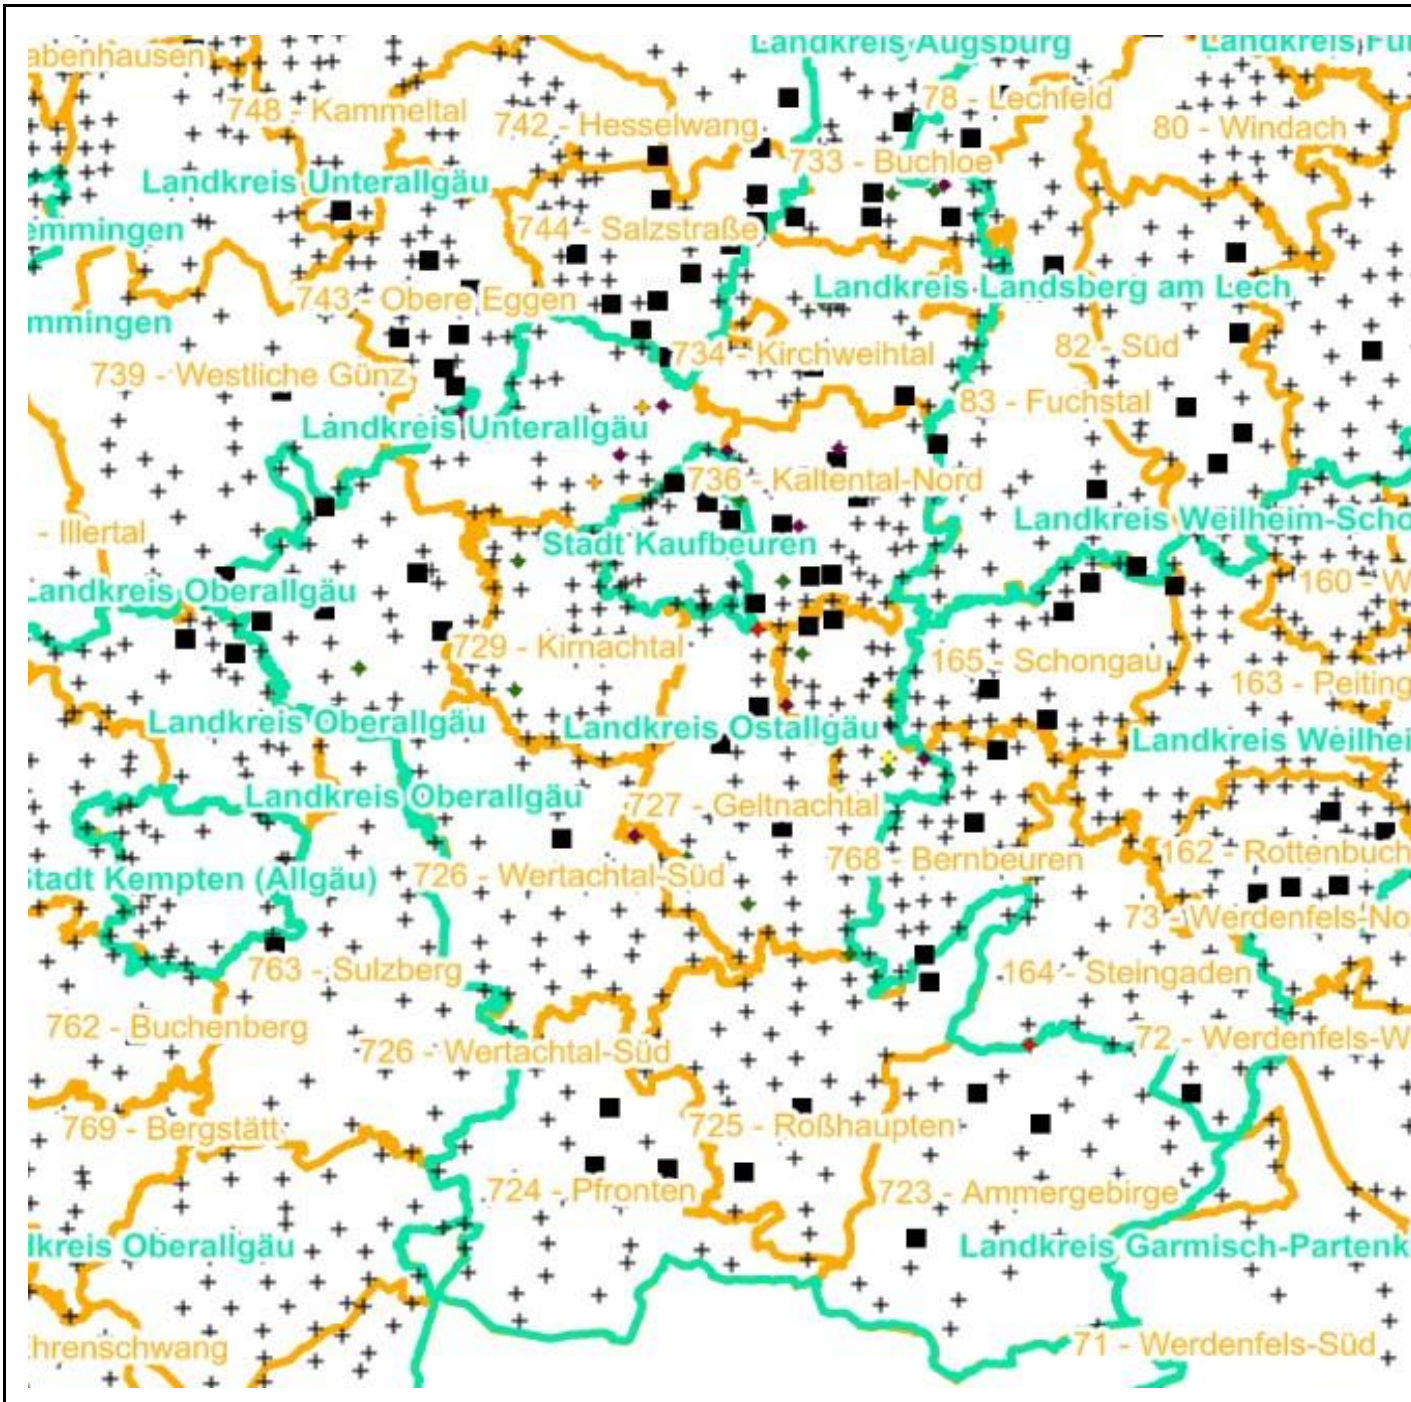 Landkreis Augsburg
abenhausen
78 - Lechfeld
748 - Kammeltal
742 - Hesselwang
80 - Windach
733 - Buchloe
Landkreis Unterallgäu
emmingen
744 - Salzstraße
Landkreis Landsberg am Lech
743 - Obere Eggen
mmingen
734 - Kirchweihtal
82 - Süd
739 - Westliche Günz
83 - Fuchstal
Landkreis Unterallgäu
736 - Kaltental-Nord
Landkreis Weilheim-Scho
- Illertal
Stadt Kaufbeuren
160 - W
Landkreis Oberallgäu
729 - Kirnachtal
165 - Schongau
163 - Peiting
Landkreis Oberallgäu
Landkreis Ostallgäu
Landkreis Weilhei
Landkreis Oberallgäu
727 - Geltnachtal
162 - Rottenbuch
768 - Bernbeuren
Stadt Kempten (Allgäu)
726 - Wertachtal-Süd
73 - Werdenfels-No
763 - Sulzberg
164 - Steingaden
762 - Buchenberg
72 - Werdenfels-W
726 - Wertachtal-Süd
769 - Bergstätt
725 - Roßhaupten
724 - Pfronten
723 - Ammergebirge
dkreis Oberallgäu
Landkreis Garmisch-Partenk
71 - Werdenfels-Süd
hrenschwang